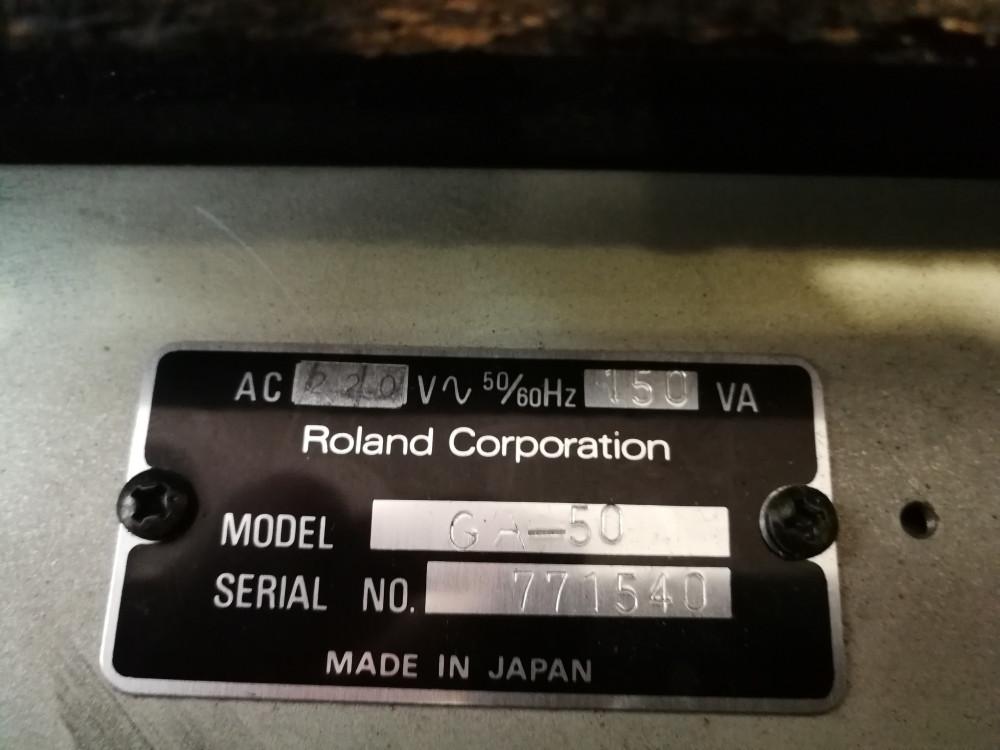 AC 220 V∿ 50/60Hz 150 VA
Roland Corporation
MODEL GA-50
SERIAL NO. 771540
MADE IN JAPAN